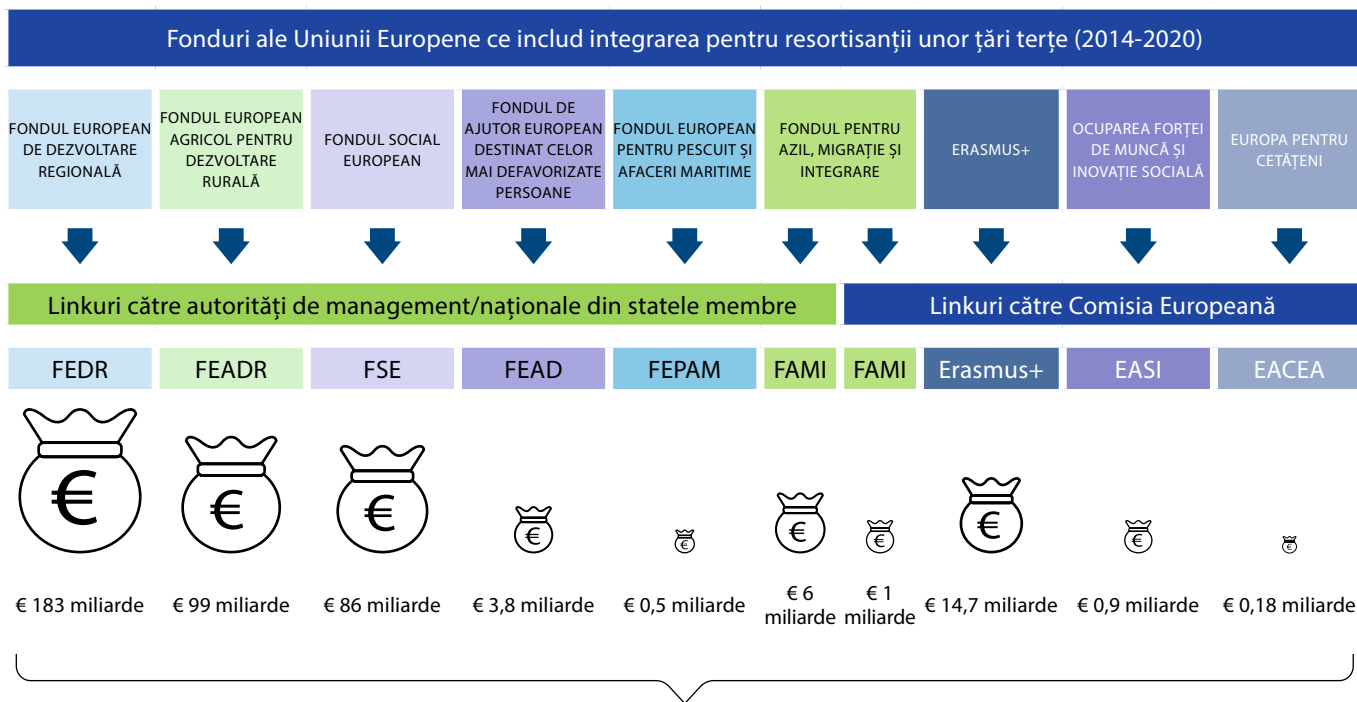 Fonduri ale Uniunii Europene ce includ integrarea pentru resortisanții unor țări terțe (2014-2020)
FONDUL EUROPEAN
DE DEZVOLTARE
REGIONALĂ
FONDUL EUROPEAN
AGRICOL PENTRU
DEZVOLTARE
RURALĂ
FONDUL SOCIAL
EUROPEAN
FONDUL DE
AJUTOR EUROPEAN
DESTINAT CELOR
MAI DEFAVORIZATE
PERSOANE
FONDUL EUROPEAN
PENTRU PESCUIT ȘI
AFACERI MARITIME
FONDUL PENTRU
AZIL, MIGRAȚIE ȘI
INTEGRARE
ERASMUS+
OCUPAREA FORȚEI
DE MUNCĂ ȘI
INOVAȚIE SOCIALĂ
EUROPA PENTRU
CETĂȚENI
Linkuri către autorități de management/naționale din statele membre
Linkuri către Comisia Europeană
FEDR
FEADR
FSE
FEAD
FEPAM
FAMI
FAMI
Erasmus+
EASI
EACEA
€
€
€
€
€
€
€
€
€
€
€ 183 miliarde
€ 99 miliarde
€ 86 miliarde
€ 3,8 miliarde
€ 0,5 miliarde
€ 6
miliarde
€ 1
miliarde
€ 14,7 miliarde
€ 0,9 miliarde
€ 0,18 miliarde